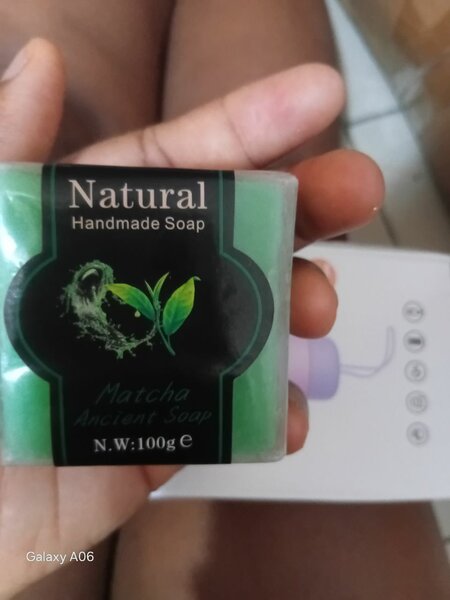 Natural
Handmade Soap
Matcha
Ancient Soap
N.W:100g e
Galaxy A06